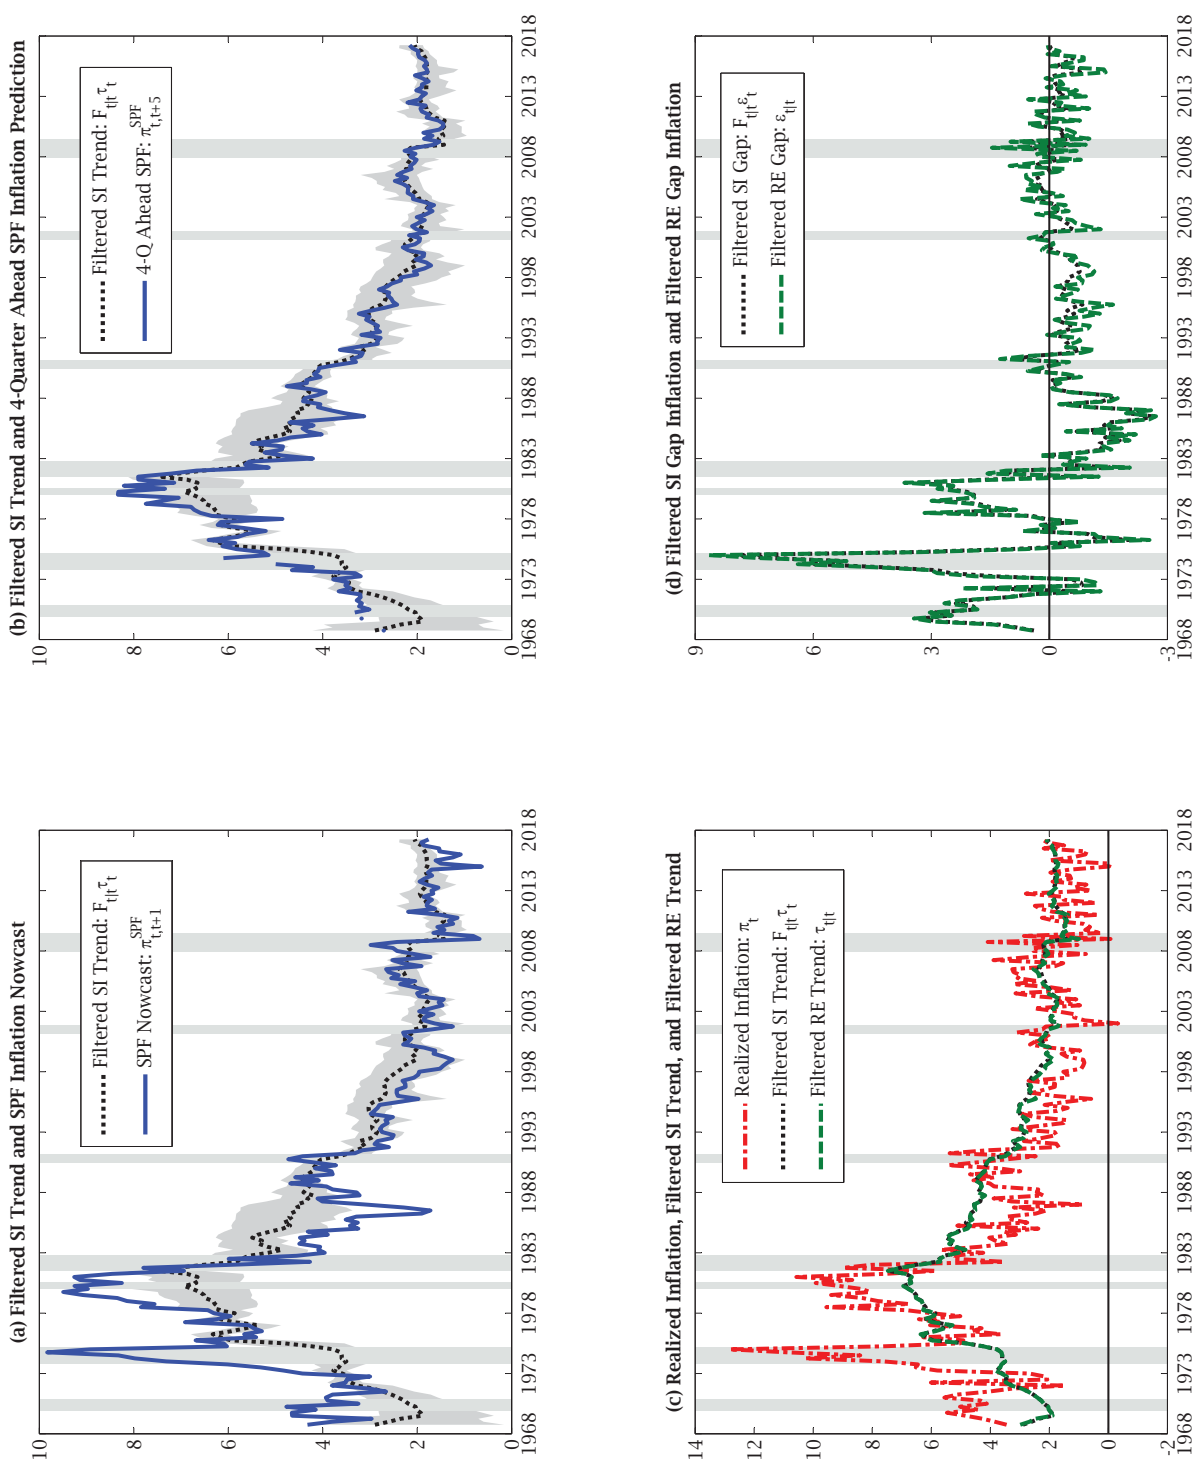 (a) Filtered SI Trend and SPF Inflation Nowcast
Filtered SI Trend: F_{t|t} τ_t
SPF Nowcast: π^{SPF}_{t,t+1}
10
8
6
4
2
0
1968 1973 1978 1983 1988 1993 1998 2003 2008 2013 2018
(b) Filtered SI Trend and 4-Quarter Ahead SPF Inflation Prediction
Filtered SI Trend: F_{t|t} τ_t
4-Q Ahead SPF: π^{SPF}_{t,t+5}
10
8
6
4
2
0
1968 1973 1978 1983 1988 1993 1998 2003 2008 2013 2018
(c) Realized Inflation, Filtered SI Trend, and Filtered RE Trend
Realized Inflation: π_t
Filtered SI Trend: F_{t|t} τ_t
Filtered RE Trend: τ_{t|t}
14
12
10
8
6
4
2
0
-2
1968 1973 1978 1983 1988 1993 1998 2003 2008 2013 2018
(d) Filtered SI Gap Inflation and Filtered RE Gap Inflation
Filtered SI Gap: F_{t|t} ε_t
Filtered RE Gap: ε_{t|t}
9
6
3
0
-3
1968 1973 1978 1983 1988 1993 1998 2003 2008 2013 2018